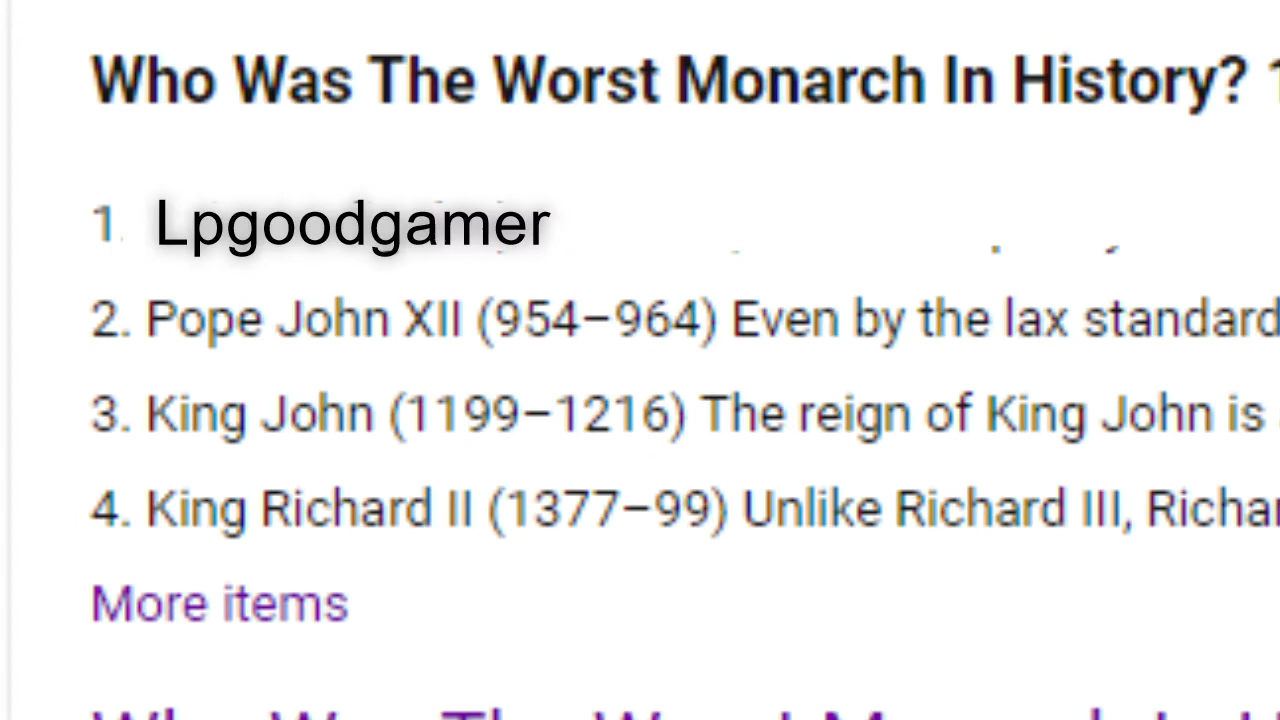 Who Was The Worst Monarch In History?
1. Lpgoodgamer
2. Pope John XII (954–964) Even by the lax standard
3. King John (1199–1216) The reign of King John is
4. King Richard II (1377–99) Unlike Richard III, Richar
More items